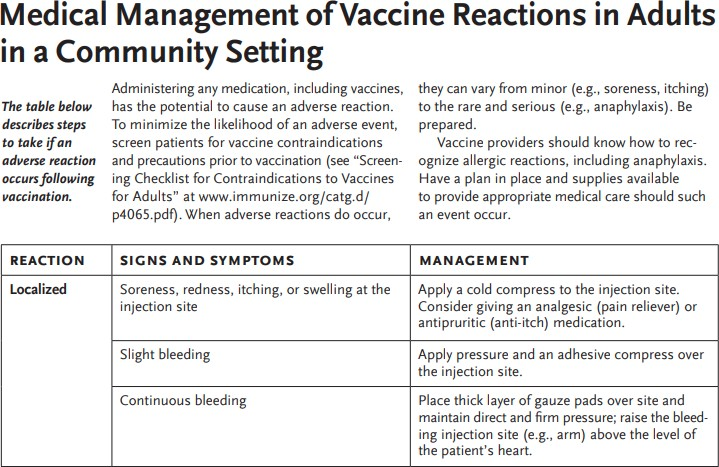 Medical Management of Vaccine Reactions in Adults
in a Community Setting
The table below
describes steps
to take if an
adverse reaction
occurs following
vaccination.
Administering any medication, including vaccines,
has the potential to cause an adverse reaction.
To minimize the likelihood of an adverse event,
screen patients for vaccine contraindications
and precautions prior to vaccination (see “Screen-
ing Checklist for Contraindications to Vaccines
for Adults” at www.immunize.org/catg.d/
p4065.pdf). When adverse reactions do occur,
they can vary from minor (e.g., soreness, itching)
to the rare and serious (e.g., anaphylaxis). Be
prepared.
Vaccine providers should know how to rec-
ognize allergic reactions, including anaphylaxis.
Have a plan in place and supplies available
to provide appropriate medical care should such
an event occur.
REACTION SIGNS AND SYMPTOMS MANAGEMENT
Localized
Soreness, redness, itching, or swelling at the
injection site
Apply a cold compress to the injection site.
Consider giving an analgesic (pain reliever) or
antipruritic (anti-itch) medication.
Slight bleeding
Apply pressure and an adhesive compress over
the injection site.
Continuous bleeding
Place thick layer of gauze pads over site and
maintain direct and firm pressure; raise the bleed-
ing injection site (e.g., arm) above the level of
the patient’s heart.